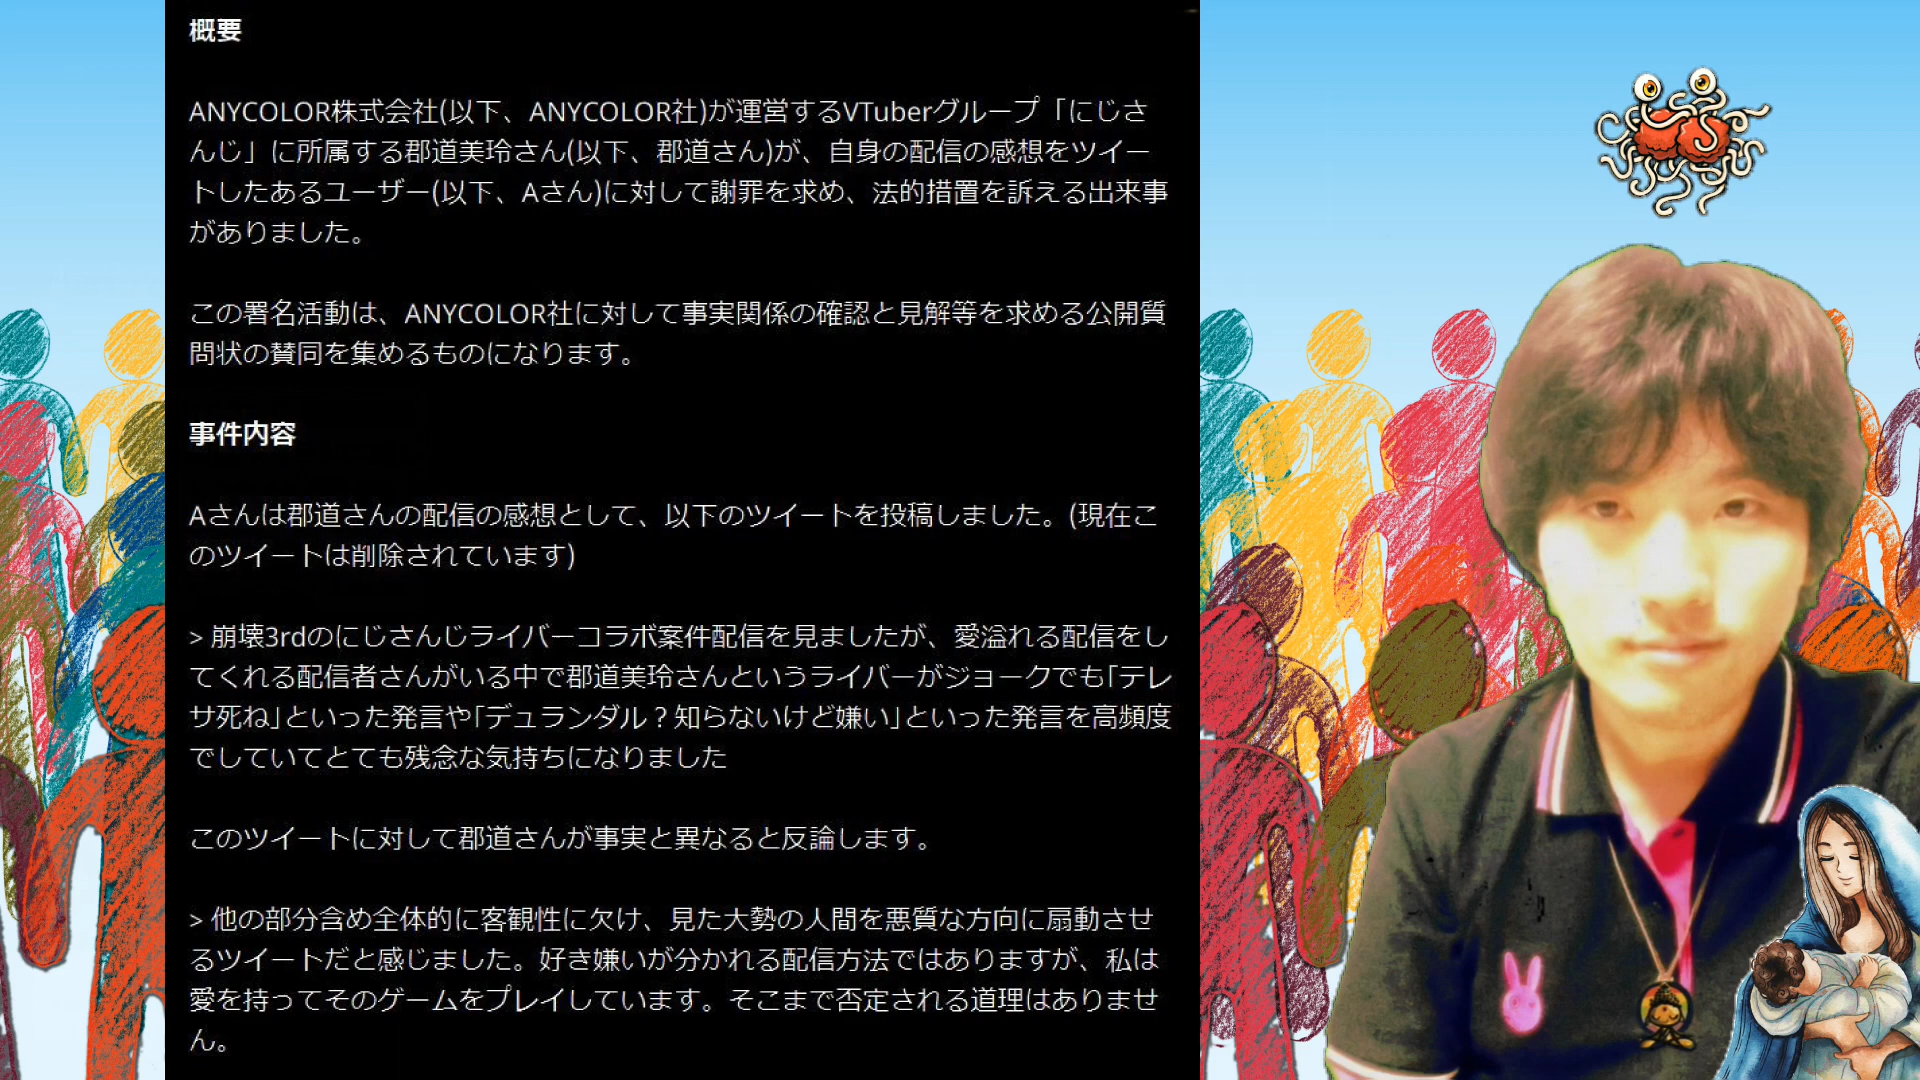 概要
ANYCOLOR株式会社(以下、ANYCOLOR社)が運営するVTuberグループ「にじさ
んじ」に所属する郡道美玲さん(以下、郡道さん)が、自身の配信の感想をツイー
トしたあるユーザー(以下、Aさん)に対して謝罪を求め、法的措置を訴える出来事
がありました。
この署名活動は、ANYCOLOR社に対して事実関係の確認と見解等を求める公開質
問状の賛同を集めるものになります。
事件内容
Aさんは郡道さんの配信の感想として、以下のツイートを投稿しました。(現在こ
のツイートは削除されています)
> 崩壊3rdのにじさんじライバーコラボ案件配信を見ましたが、愛溢れる配信をし
てくれる配信者さんがいる中で郡道美玲さんというライバーがジョークでも｢テレ
サ死ね｣といった発言や｢デュランダル？知らないけど嫌い｣といった発言を高頻度
でしていてとても残念な気持ちになりました
このツイートに対して郡道さんが事実と異なると反論します。
> 他の部分含め全体的に客観性に欠け、見た大勢の人間を悪質な方向に扇動させ
るツイートだと感じました。好き嫌いが分かれる配信方法ではありますが、私は
愛を持ってそのゲームをプレイしています。そこまで否定される道理はありませ
ん。